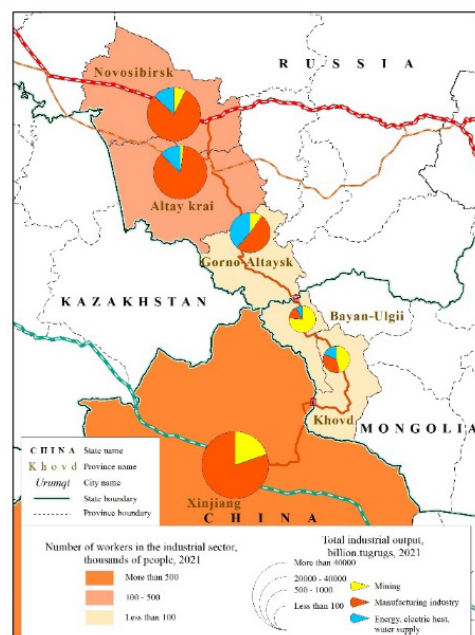 Novosibirsk
R U S S I A
Altay krai
Gorno-Altaysk
KAZAKHSTAN
Bayan-Ulgii
Khovd
MONGOLIA
Xinjiang
CHINA
CHINA State name
Khovd Province name
Urumqt City name
State boundary
Province boundary
Number of workers in the industrial sector,
thousands of people, 2021
More than 500
100 - 500
Less than 100
Total industrial output,
billion.tugrugs, 2021
More than 40000
20000 - 40000
500 - 1000
Less than 100
Mining
Manufacturing industry
Energy, electric heat,
water supply